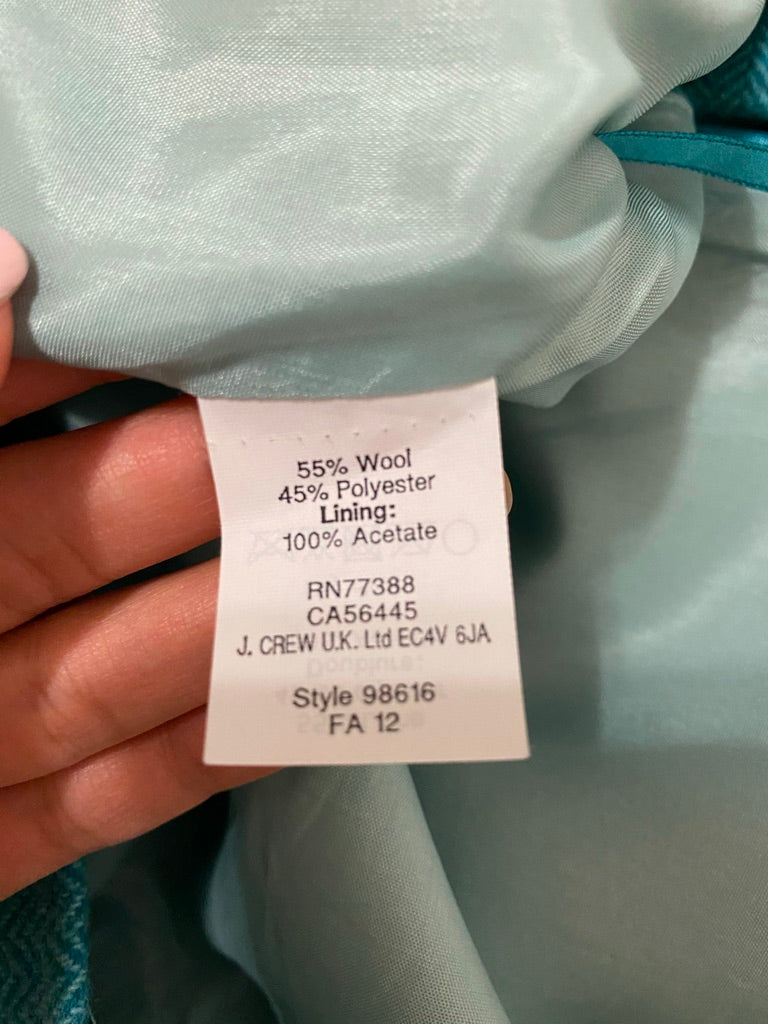 55% Wool
45% Polyester
Lining:
100% Acetate
RN77388
CA56445
J. CREW U.K. Ltd EC4V 6JA
Style 98616
FA 12